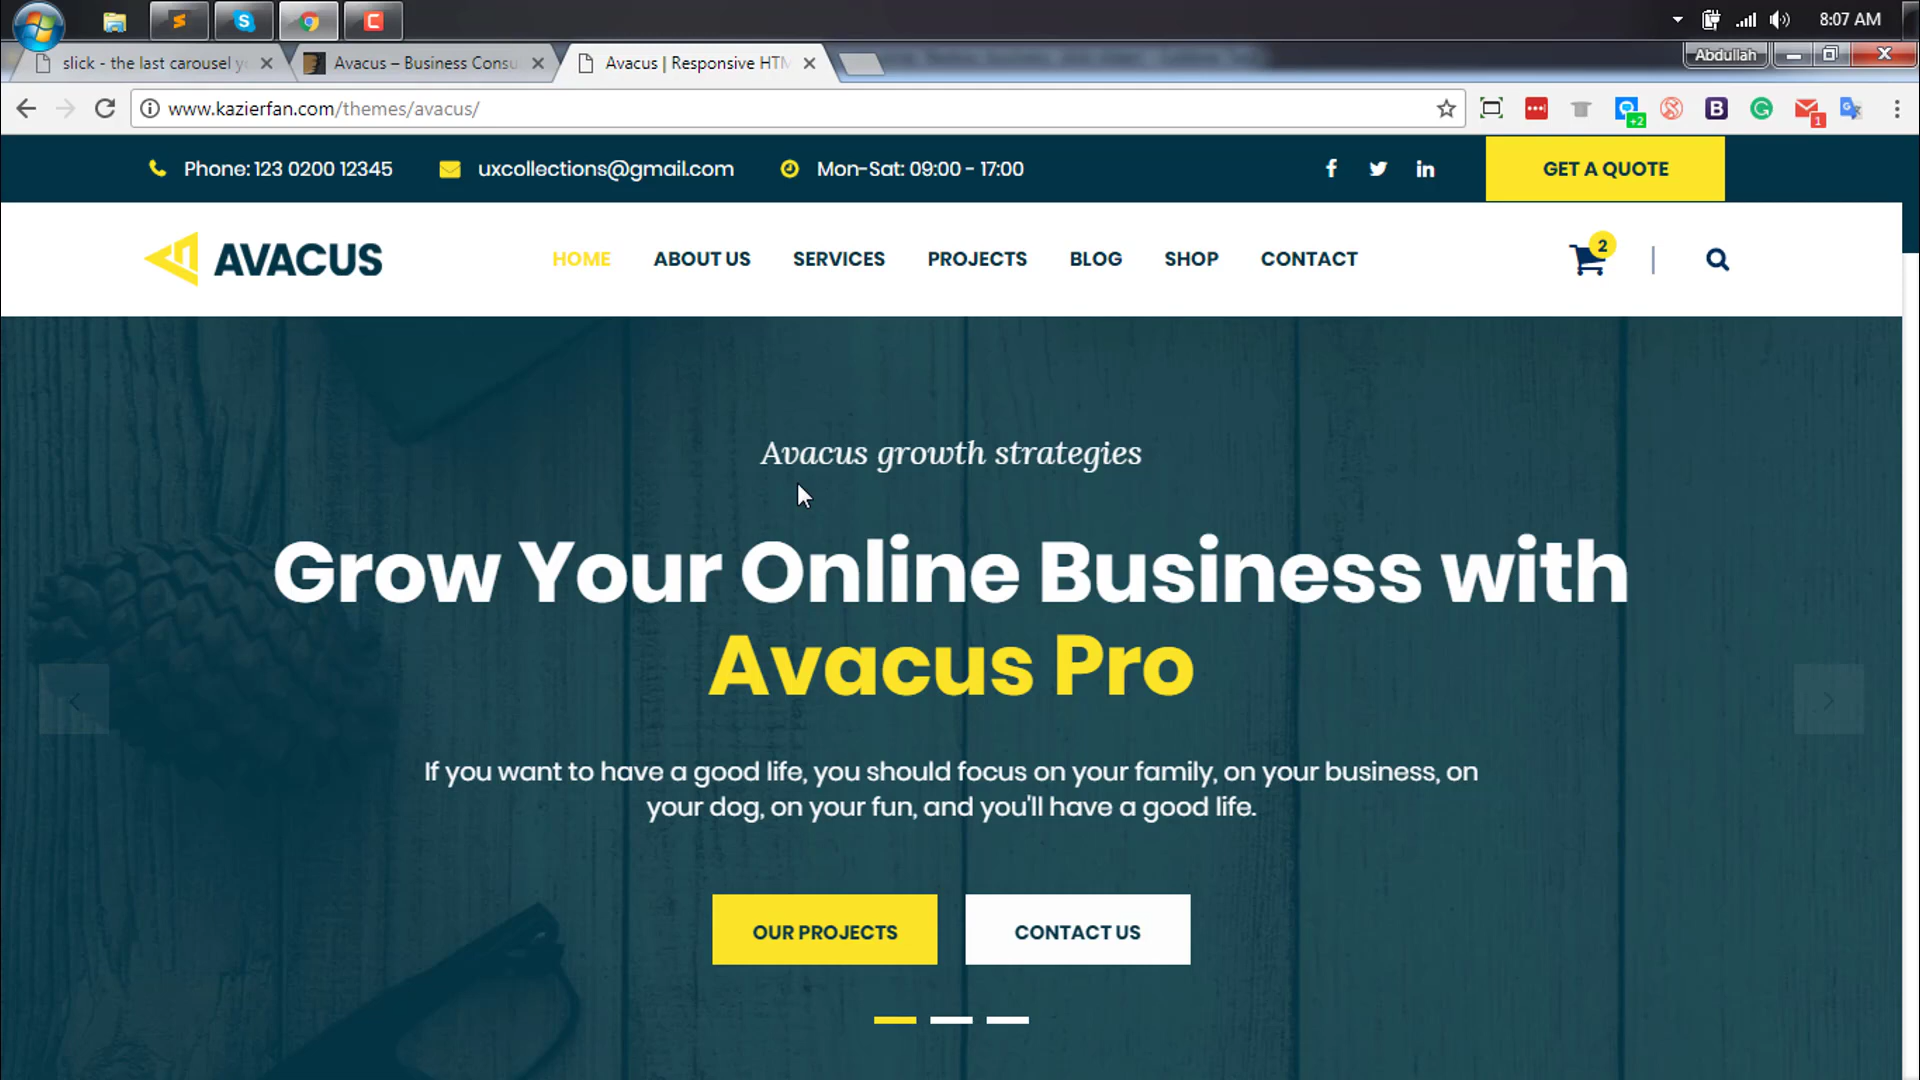 8:07 AM
slick - the last carousel y
Avacus – Business Consu
Avacus | Responsive HTM
Abdullah
www.kazierfan.com/themes/avacus/
+2
B
1
Phone: 123 0200 12345
uxcollections@gmail.com
Mon-Sat: 09:00 - 17:00
GET A QUOTE
AVACUS
HOME
ABOUT US
SERVICES
PROJECTS
BLOG
SHOP
CONTACT
2
Avacus growth strategies
Grow Your Online Business with
Avacus Pro
If you want to have a good life, you should focus on your family, on your business, on
your dog, on your fun, and you'll have a good life.
OUR PROJECTS
CONTACT US